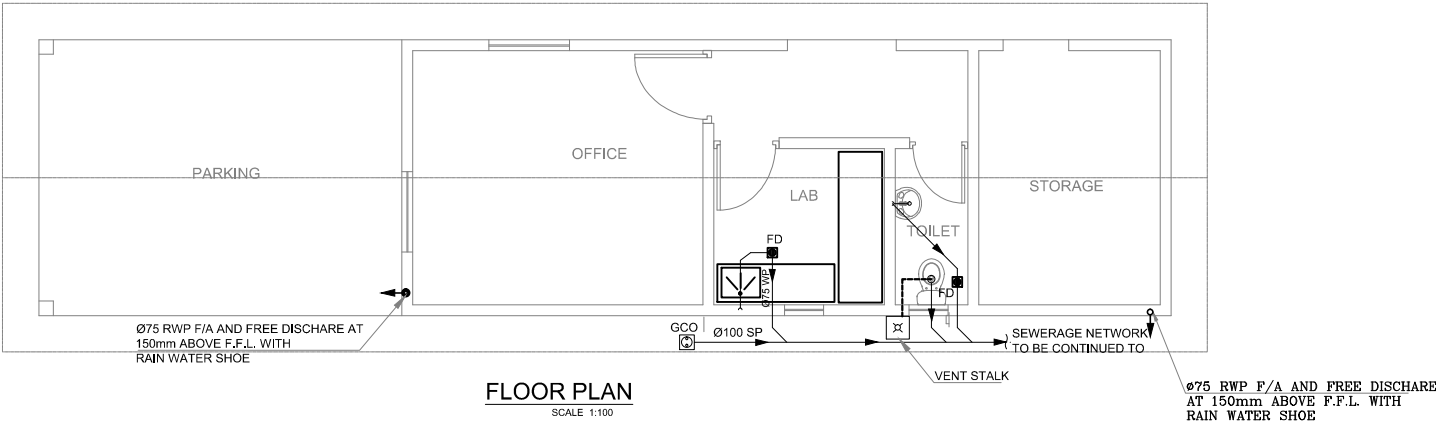 PARKING
OFFICE
LAB
TOILET
STORAGE
FD
Ø75 WP
FD
GCO
Ø100 SP
SEWERAGE NETWORK
TO BE CONTINUED TO
VENT STALK
Ø75 RWP F/A AND FREE DISCHARE AT
150mm ABOVE F.F.L. WITH
RAIN WATER SHOE
FLOOR PLAN
SCALE 1:100
ø75 RWP F/A AND FREE DISCHARE
AT 150mm ABOVE F.F.L. WITH
RAIN WATER SHOE